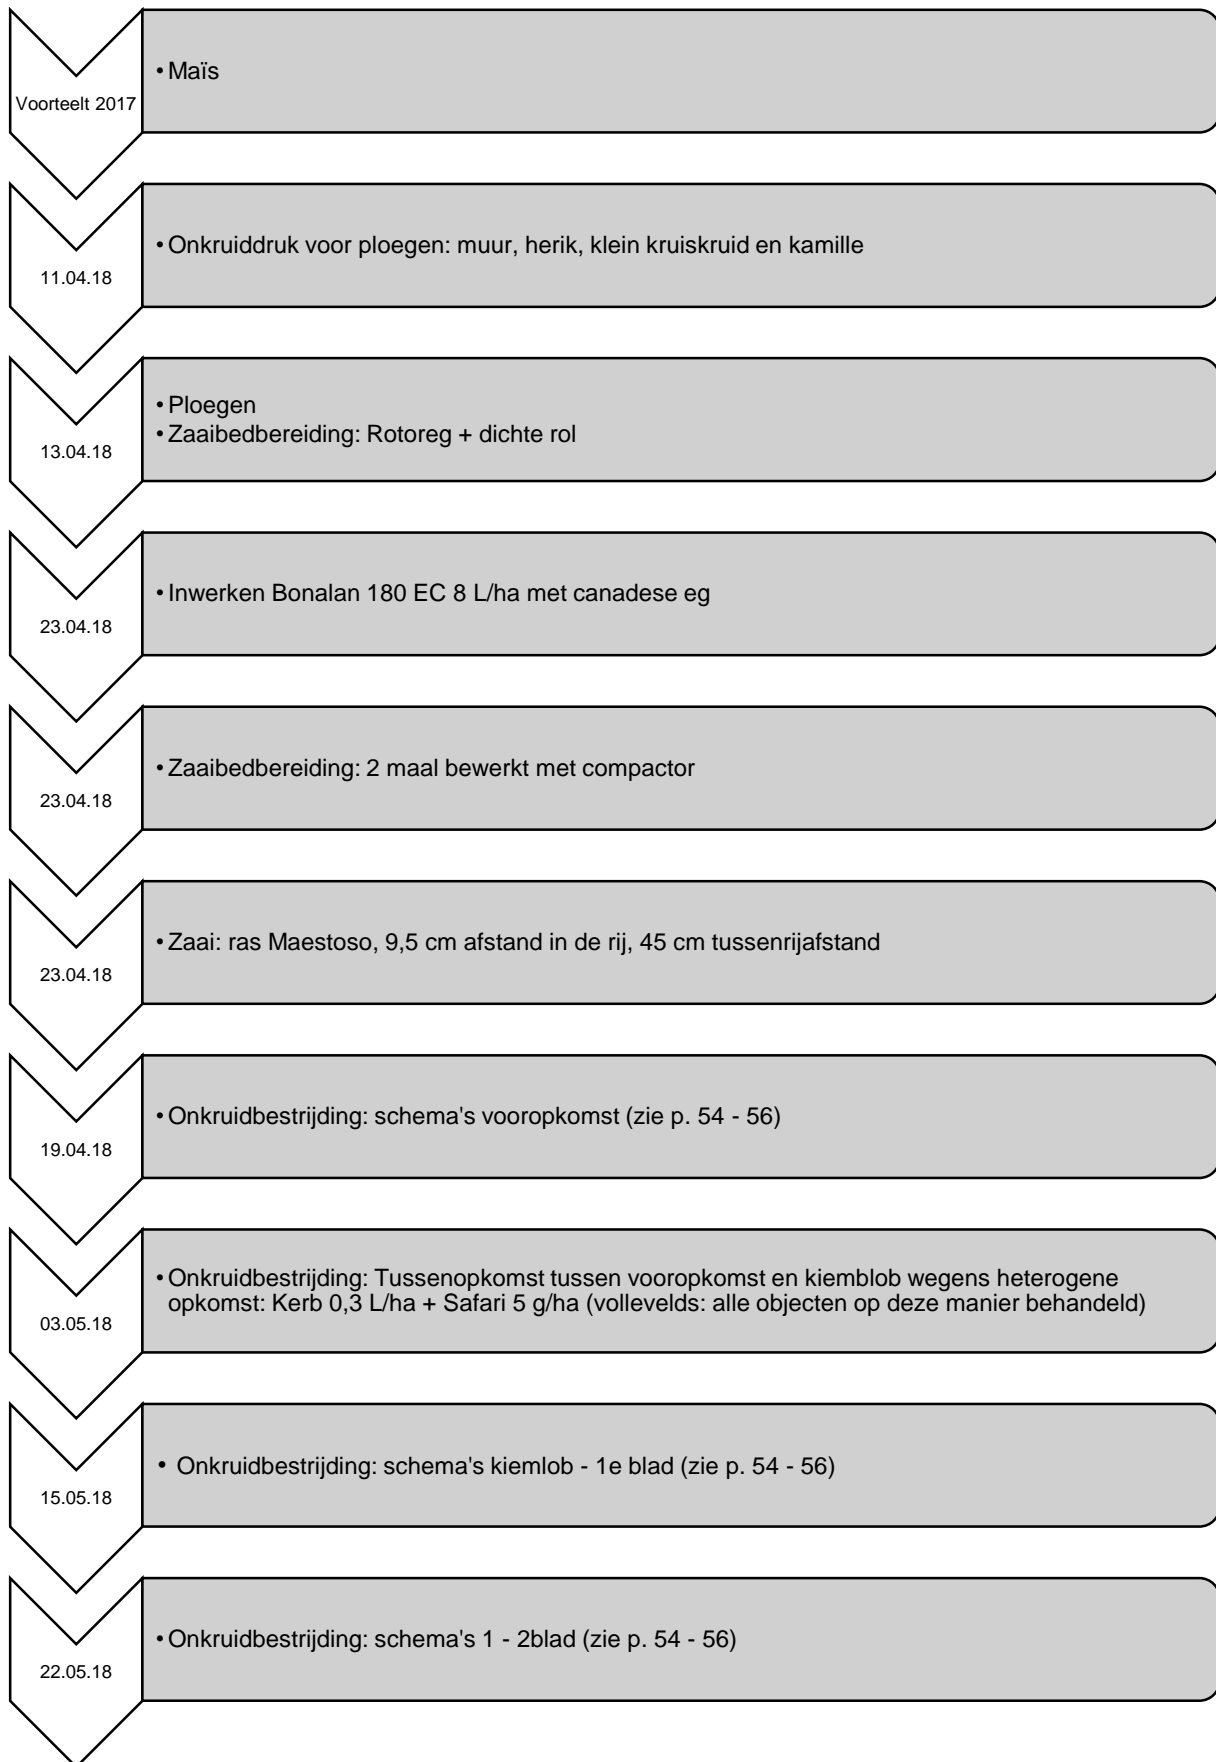 Voorteelt 2017
• Maïs
11.04.18
• Onkruiddruk voor ploegen: muur, herik, klein kruiskruid en kamille
13.04.18
• Ploegen
• Zaaibedbereiding: Rotoreg + dichte rol
23.04.18
• Inwerken Bonalan 180 EC 8 L/ha met canadese eg
23.04.18
• Zaaibedbereiding: 2 maal bewerkt met compactor
23.04.18
• Zaai: ras Maestoso, 9,5 cm afstand in de rij, 45 cm tussenrijafstand
19.04.18
• Onkruidbestrijding: schema's vooropkomst (zie p. 54 - 56)
03.05.18
• Onkruidbestrijding: Tussenopkomst tussen vooropkomst en kiemblob wegens heterogene
opkomst: Kerb 0,3 L/ha + Safari 5 g/ha (vollevelds: alle objecten op deze manier behandeld)
15.05.18
• Onkruidbestrijding: schema's kiemlob - 1e blad (zie p. 54 - 56)
22.05.18
• Onkruidbestrijding: schema's 1 - 2blad (zie p. 54 - 56)